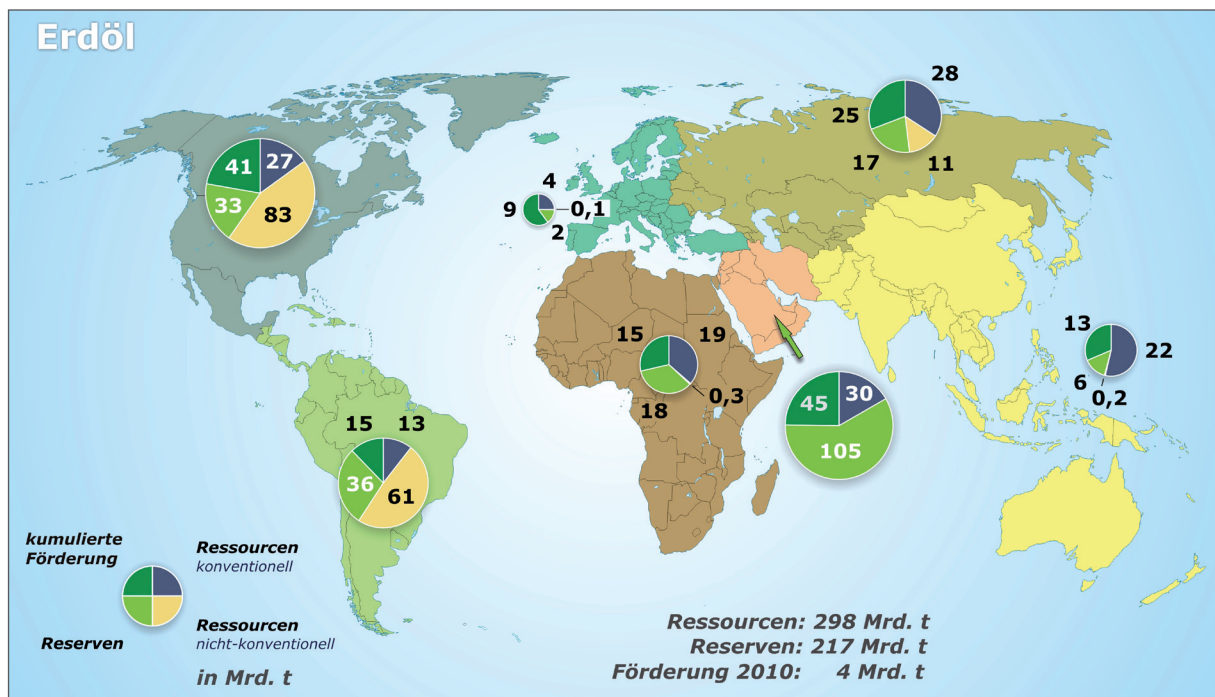 Erdöl
41
27
33
83
4
9
0,1
2
28
25
17
11
15
19
18
0,3
13
22
6
0,2
45
30
105
15
13
36
61
kumulierte
Förderung
Ressourcen
konventionell
Reserven
Ressourcen
nicht-konventionell
in Mrd. t
Ressourcen: 298 Mrd. t
Reserven: 217 Mrd. t
Förderung 2010: 4 Mrd. t